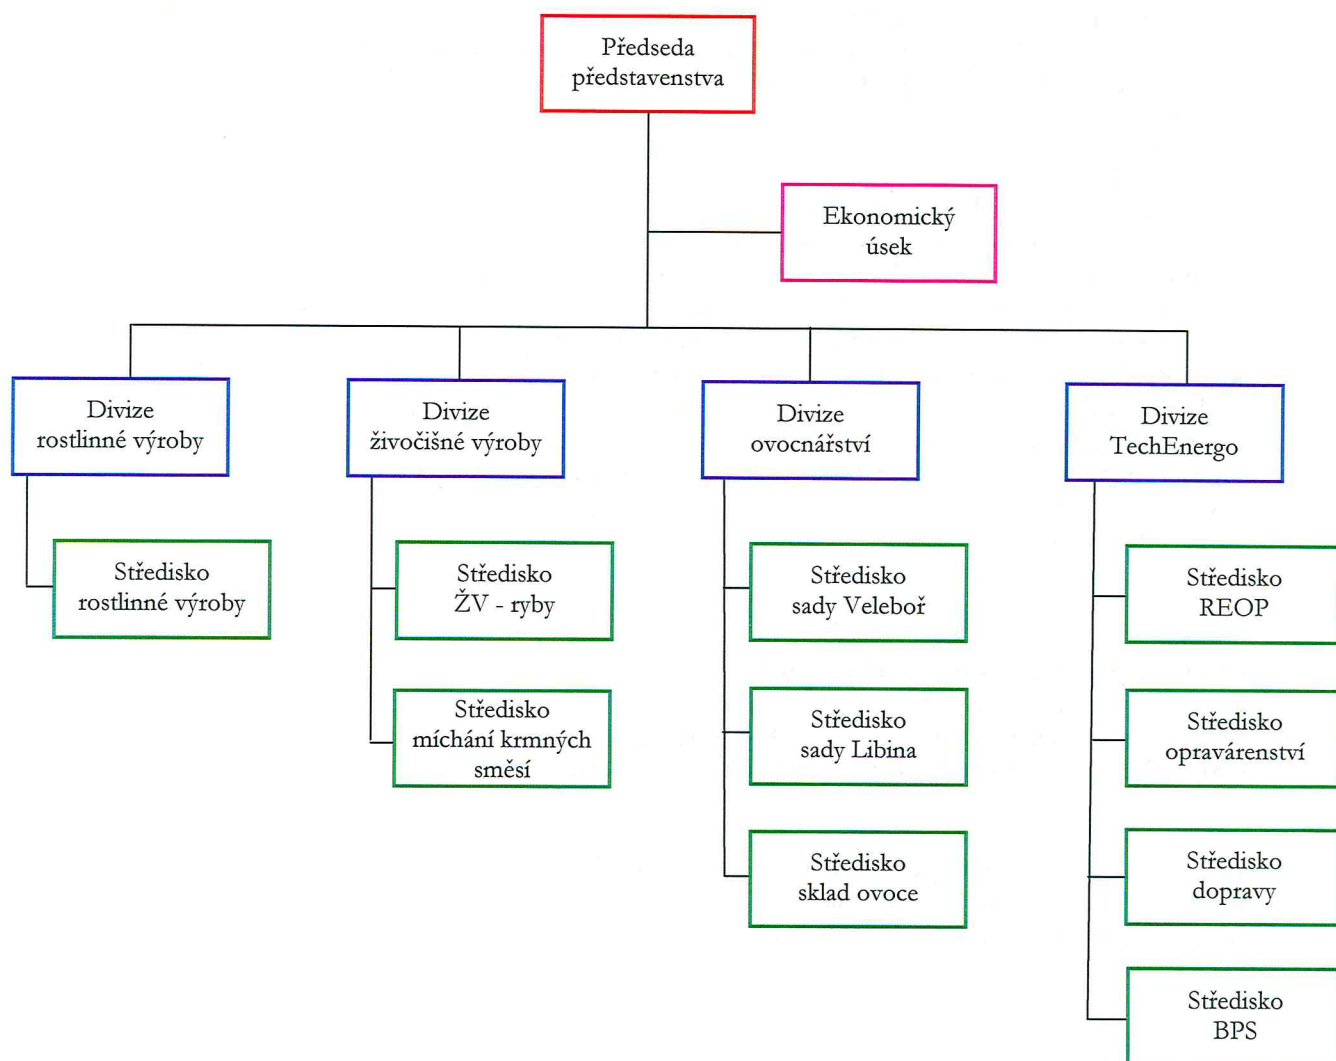 Předseda
představenstva
Ekonomický
úsek
Divize
rostlinné výroby
Divize
živočišné výroby
Divize
ovocnářství
Divize
TechEnergo
Středisko
rostlinné výroby
Středisko
ŽV - ryby
Středisko
míchání krmných
směsí
Středisko
sady Veleboř
Středisko
sady Libina
Středisko
sklad ovoce
Středisko
REOP
Středisko
opravárenství
Středisko
dopravy
Středisko
BPS